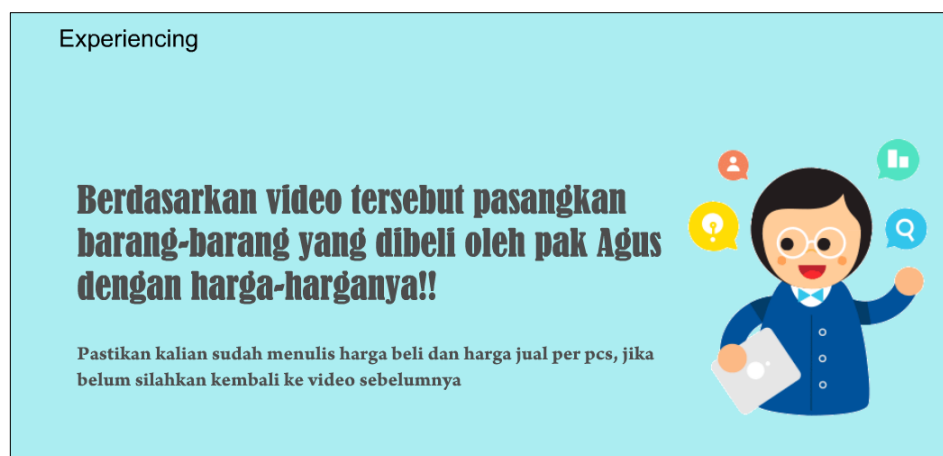 Experiencing
Berdasarkan video tersebut pasangkan
barang-barang yang dibeli oleh pak Agus
dengan harga-harganya!!
Pastikan kalian sudah menulis harga beli dan harga jual per pcs, jika
belum silahkan kembali ke video sebelumnya